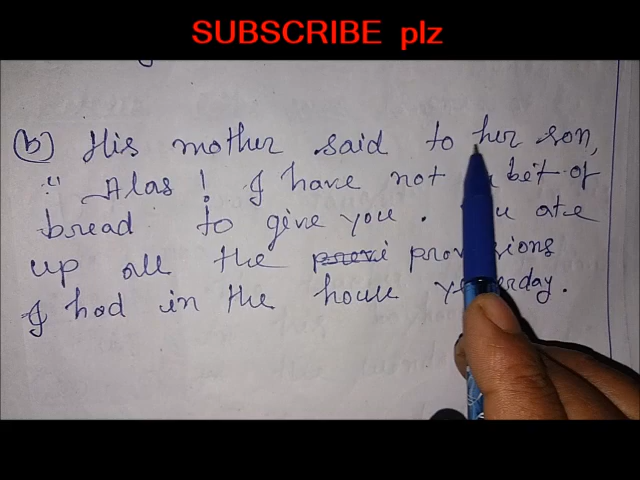 SUBSCRIBE plz
(b) His mother said to her son,
" Alas ! I have not bit of
bread to give you . ate
up all the provisions
I had in the house yesterday.